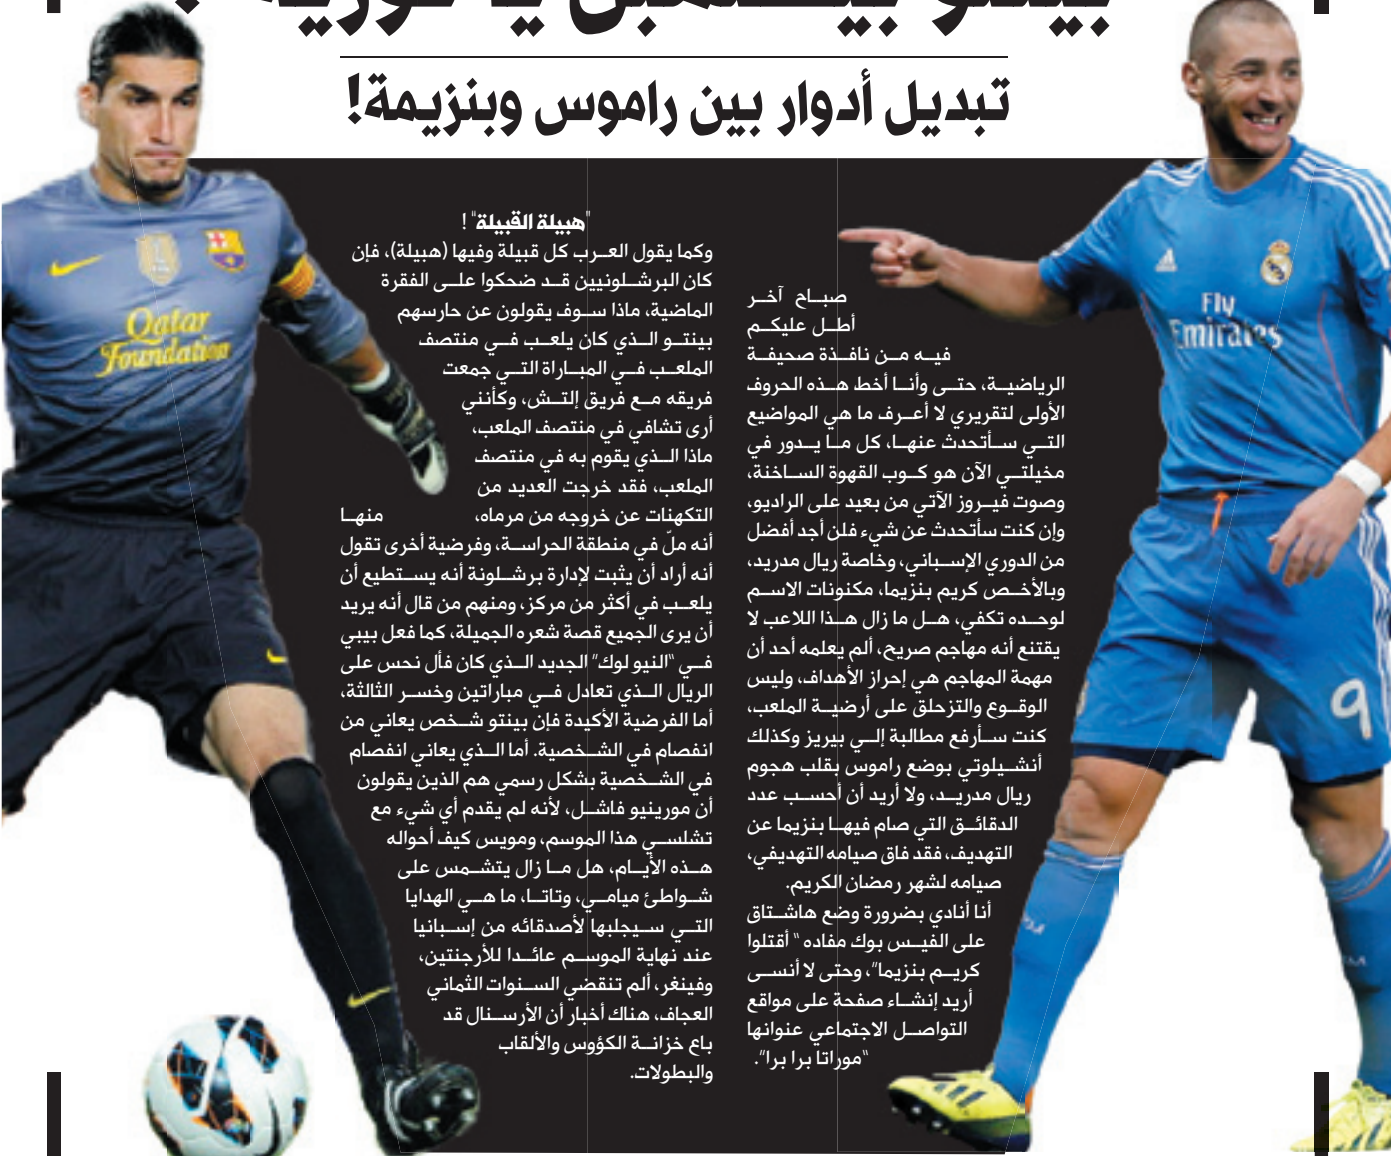 تبديل أدوار بين راموس وبنزيمة!
صباح آخر
أطل عليكم
فيه من نافذة صحيفة
الرياضية، حتى وأنا أخط هذه الحروف
الأولى لتقريري لا أعرف ما هي المواضيع
التي سأتحدث عنها، كل ما يدور في
مخيلتي الآن هو كوب القهوة الساخنة،
وصوت فيروز الآتي من بعيد على الراديو،
وإن كنت سأتحدث عن شيء فلن أجد أفضل
من الدوري الإسباني، وخاصة ريال مدريد،
وبالأخص كريم بنزيما، مكنونات الاسم
لوحده تكفي، هل ما زال هذا اللاعب لا
يقتنع أنه مهاجم صريح، ألم يعلمه أحد أن
مهمة المهاجم هي إحراز الأهداف، وليس
الوقوع والتزحلق على أرضية الملعب،
كنت سأرفع مطالبة إلى بيريز وكذلك
أنشيلوتي بوضع راموس بقلب هجوم
ريال مدريد، ولا أريد أن أحسب عدد
الدقائق التي صام فيها بنزيما عن
التهديف، فقد فاق صيامه التهديفي،
صيامه لشهر رمضان الكريم.
أنا أنادي بضرورة وضع هاشتاق
على الفيس بوك مفاده " أقتلوا
كريم بنزيما"، وحتى لا أنسى
أريد إنشاء صفحة على مواقع
التواصل الاجتماعي عنوانها
"موراتا برا برا".
"هبيلة القبيلة" !
وكما يقول العرب كل قبيلة وفيها (هبيلة)، فإن
كان البرشلونيين قد ضحكوا على الفقرة
الماضية، ماذا سوف يقولون عن حارسهم
بينتو الذي كان يلعب في منتصف
الملعب في المباراة التي جمعت
فريقه مع فريق إلتش، وكأنني
أرى تشافي في منتصف الملعب،
ماذا الذي يقوم به في منتصف
الملعب، فقد خرجت العديد من
التكهنات عن خروجه من مرماه، منها
أنه ملّ في منطقة الحراسة، وفرضية أخرى تقول
أنه أراد أن يثبت لإدارة برشلونة أنه يستطيع أن
يلعب في أكثر من مركز، ومنهم من قال أنه يريد
أن يرى الجميع قصة شعره الجميلة، كما فعل بيبي
في "النيو لوك" الجديد الذي كان فأل نحس على
الريال الذي تعادل في مباراتين وخسر الثالثة،
أما الفرضية الأكيدة فإن بينتو شخص يعاني من
انفصام في الشخصية. أما الذي يعاني انفصام
في الشخصية بشكل رسمي هم الذين يقولون
أن مورينيو فاشل، لأنه لم يقدم أي شيء مع
تشلسي هذا الموسم، ومويس كيف أحواله
هذه الأيام، هل ما زال يتشمس على
شواطئ ميامي، وتاتا، ما هي الهدايا
التي سيجلبها لأصدقائه من إسبانيا
عند نهاية الموسم عائدا للأرجنتين،
وفينغر، ألم تنقضي السنوات الثماني
العجاف، هناك أخبار أن الأرسنال قد
باع خزانة الكؤوس والألقاب
والبطولات.
Qatar
Foundation
Fly
Emirates
9